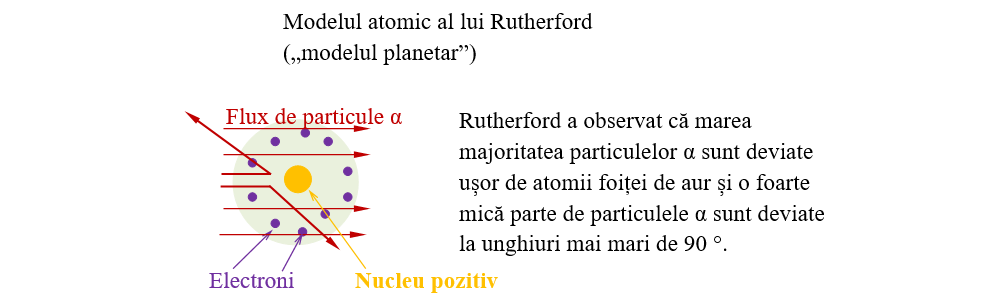 Modelul atomic al lui Rutherford
(„modelul planetar”)
Flux de particule α
Rutherford a observat că marea
majoritatea particulelor α sunt deviate
ușor de atomii foiței de aur și o foarte
mică parte de particulele α sunt deviate
la unghiuri mai mari de 90 °.
Electroni
Nucleu pozitiv